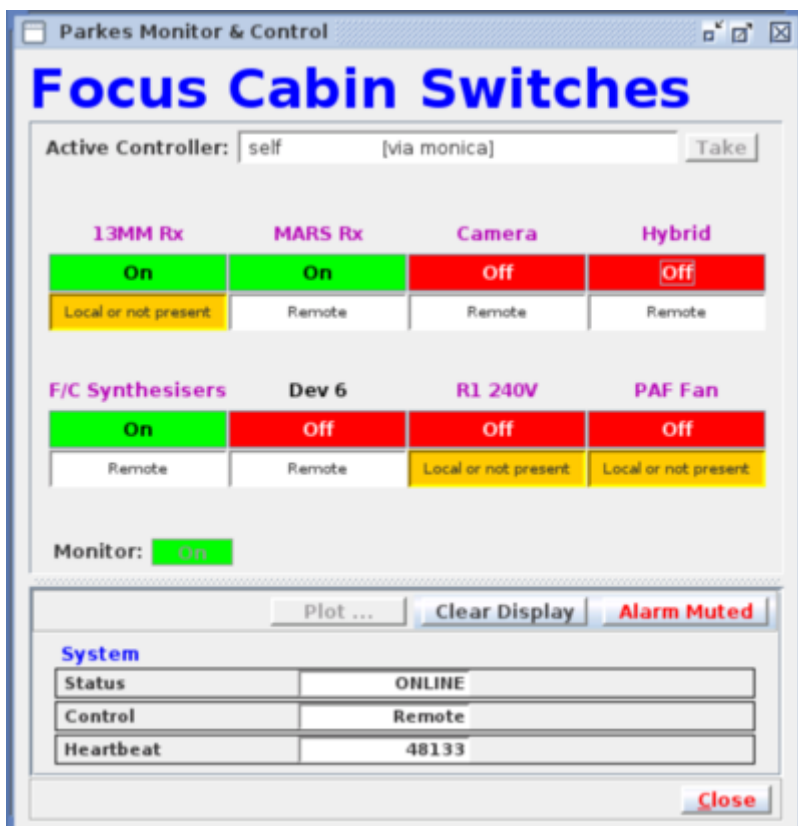 Parkes Monitor & Control
Focus Cabin Switches
Active Controller: self [via monica] Take
13MM Rx MARS Rx Camera Hybrid
On On Off Off
Local or not present Remote Remote Remote
F/C Synthesisers Dev 6 R1 240V PAF Fan
On Off Off Off
Remote Remote Local or not present Local or not present
Monitor: On
Plot ... Clear Display Alarm Muted
System
Status ONLINE
Control Remote
Heartbeat 48133
Close